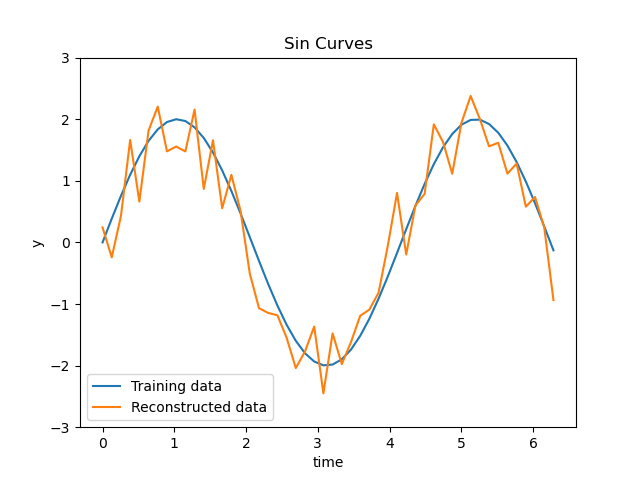 Sin Curves
3
2
1
0
−1
−2
−3
y
0 1 2 3 4 5 6
time
Training data
Reconstructed data